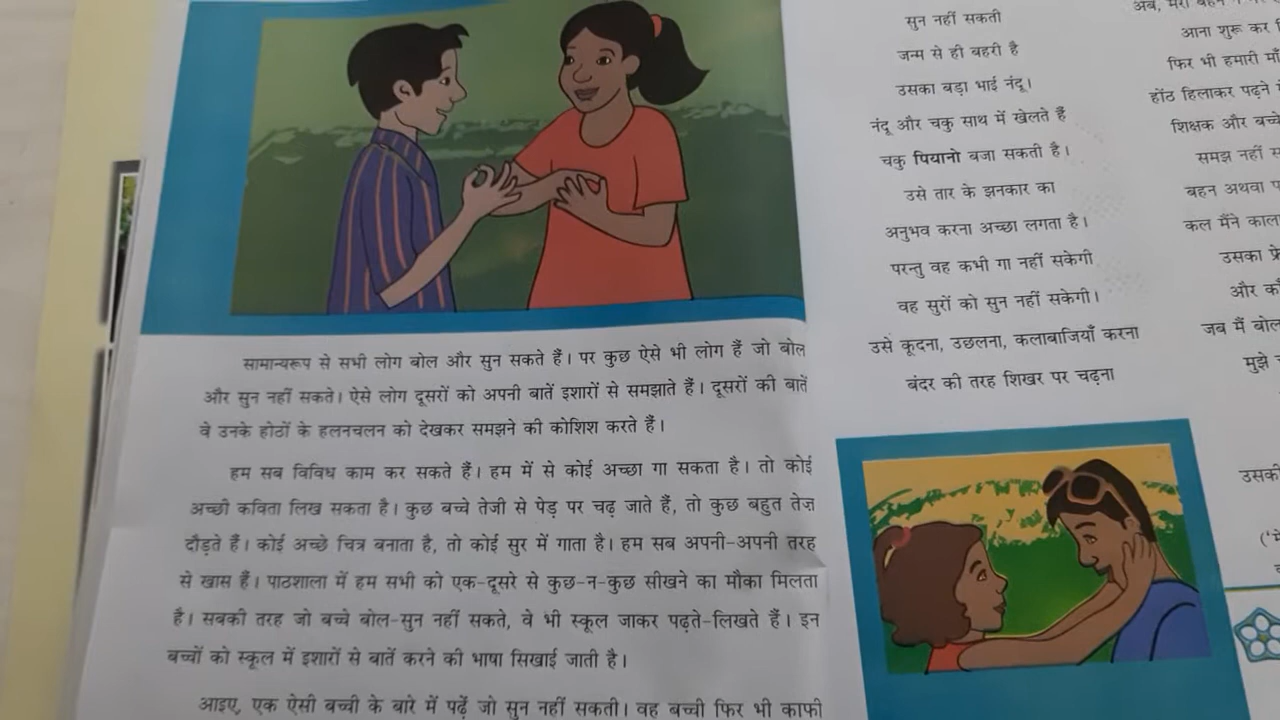 सामान्यरूप से सभी लोग बोल और सुन सकते हैं। पर कुछ ऐसे भी लोग हैं जो बोल
और सुन नहीं सकते। ऐसे लोग दूसरों को अपनी बातें इशारों से समझाते हैं। दूसरों की बातें
वे उनके होठों के हलनचलन को देखकर समझने की कोशिश करते हैं।
हम सब विविध काम कर सकते हैं। हम में से कोई अच्छा गा सकता है। तो कोई
अच्छी कविता लिख सकता है। कुछ बच्चे तेजी से पेड़ पर चढ़ जाते हैं, तो कुछ बहुत तेज़
दौड़ते हैं। कोई अच्छे चित्र बनाता है, तो कोई सुर में गाता है। हम सब अपनी-अपनी तरह
से खास हैं। पाठशाला में हम सभी को एक-दूसरे से कुछ-न-कुछ सीखने का मौका मिलता
है। सबकी तरह जो बच्चे बोल-सुन नहीं सकते, वे भी स्कूल जाकर पढ़ते-लिखते हैं। इन
बच्चों को स्कूल में इशारों से बातें करने की भाषा सिखाई जाती है।
आइए, एक ऐसी बच्ची के बारे में पढ़ें जो सुन नहीं सकती। वह बच्ची फिर भी काफी
सुन नहीं सकती
जन्म से ही बहरी है
उसका बड़ा भाई नंदू।
नंदू और चकु साथ में खेलते हैं
चकु पियानो बजा सकती है।
उसे तार के झनकार का
अनुभव करना अच्छा लगता है।
परन्तु वह कभी गा नहीं सकेगी
वह सुरों को सुन नहीं सकेगी।
उसे कूदना, उछलना, कलाबाजियाँ करना
बंदर की तरह शिखर पर चढ़ना
अब, मेरी बहन
आना शुरू कर
फिर भी हमारी माँ
होंठ हिलाकर पढ़ने
शिक्षक और बच्चे
समझ नहीं
बहन अथवा
कल मैंने
उसका
और
जब मैं बोल
मुझे
उसकी